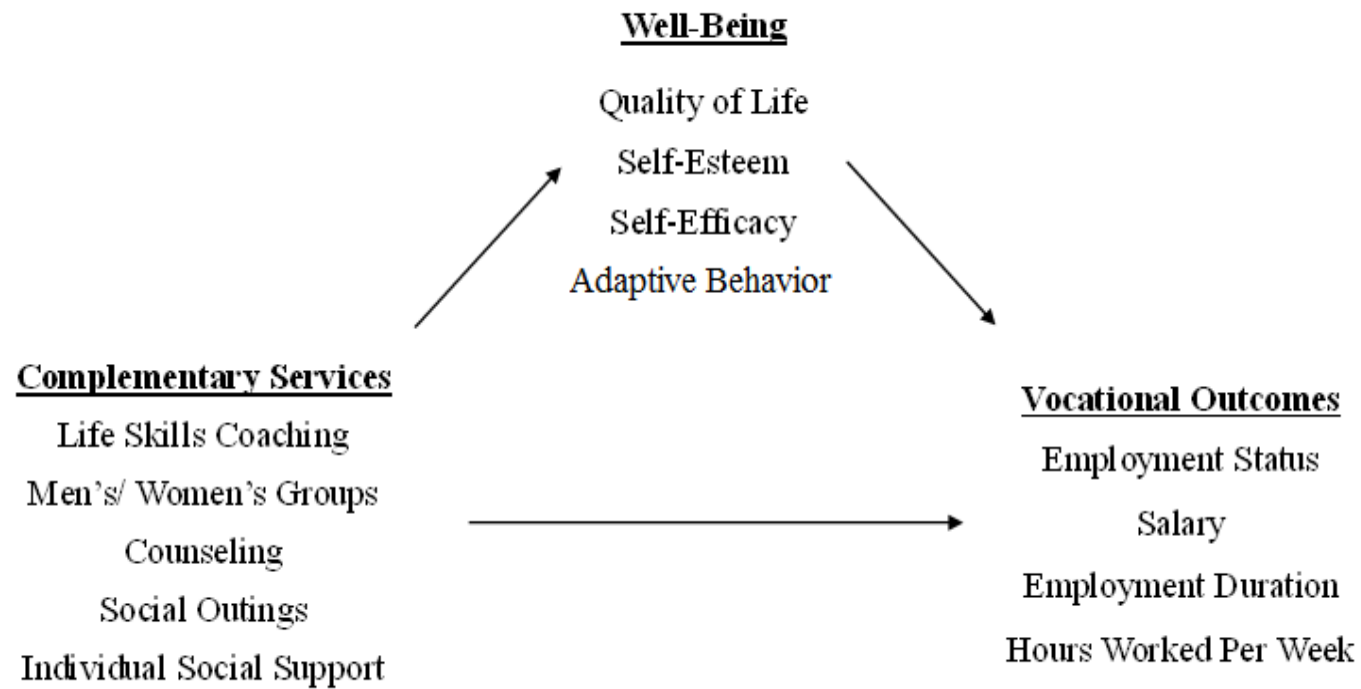 Well-Being
Quality of Life
Self-Esteem
Self-Efficacy
Adaptive Behavior
Complementary Services
Life Skills Coaching
Men's/ Women's Groups
Counseling
Social Outings
Individual Social Support
Vocational Outcomes
Employment Status
Salary
Employment Duration
Hours Worked Per Week